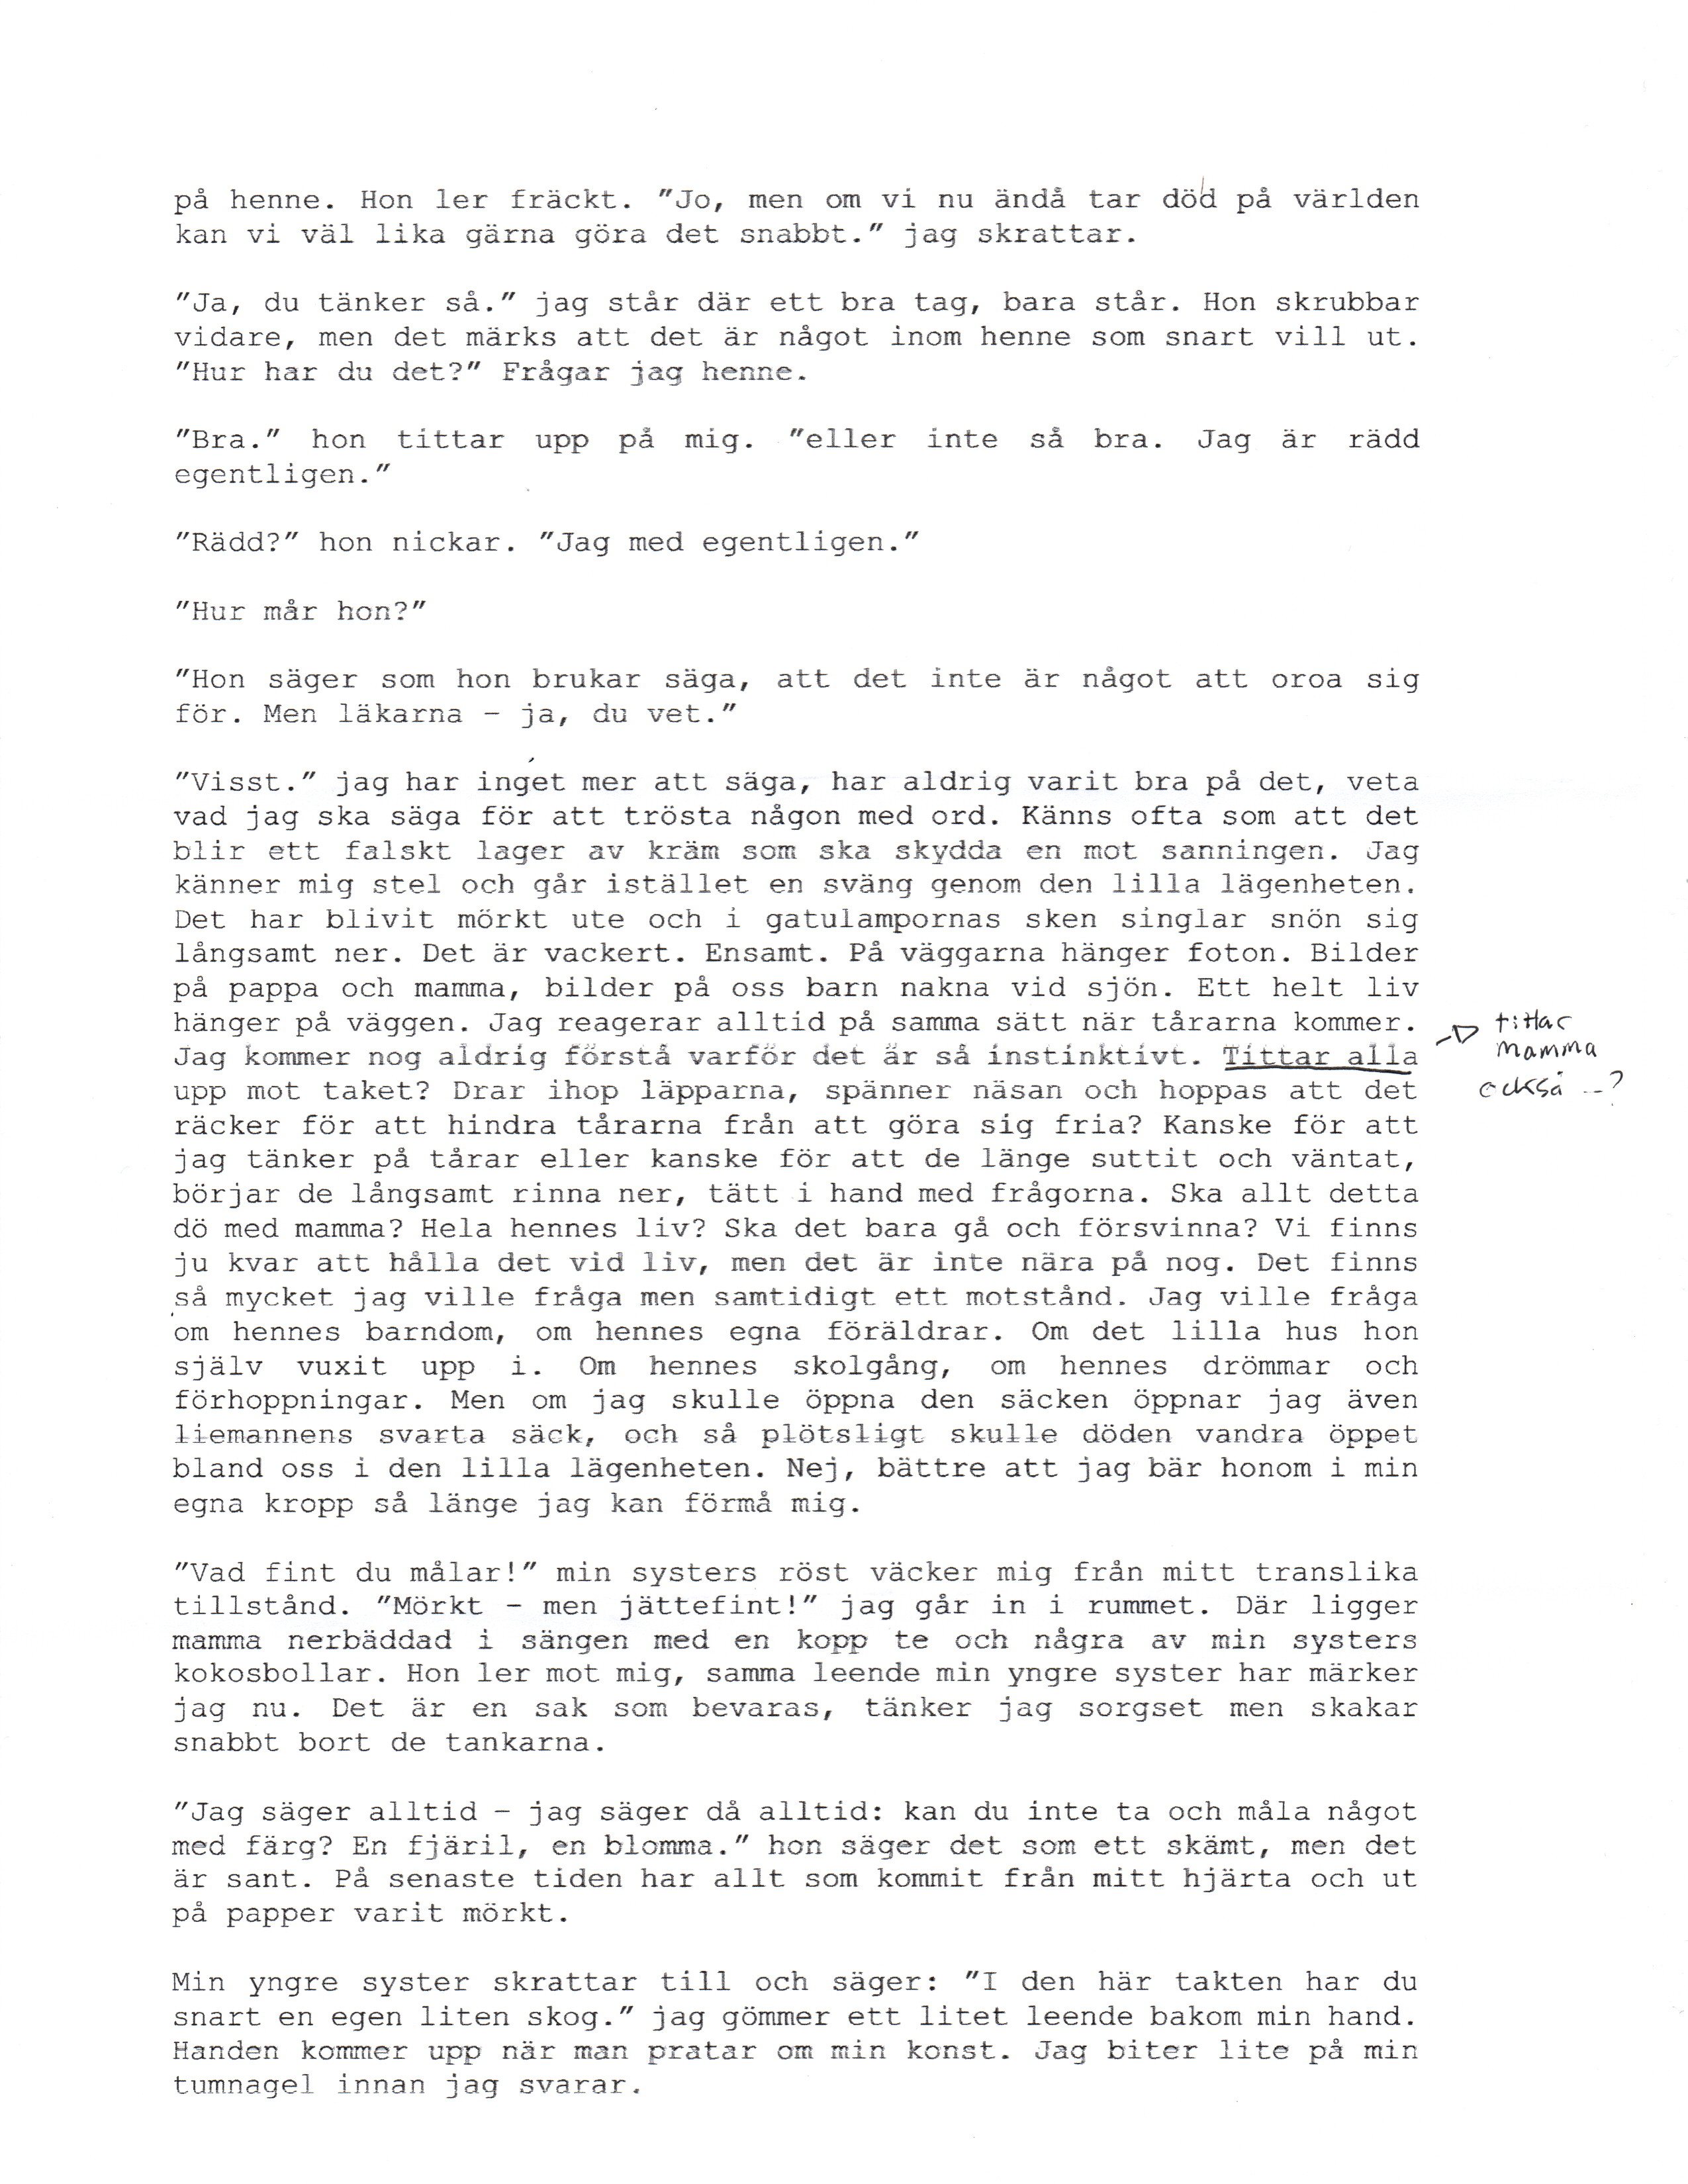 på henne. Hon ler fräckt. "Jo, men om vi nu ändå tar död på världen
kan vi väl lika gärna göra det snabbt." jag skrattar.
"Ja, du tänker så." jag står där ett bra tag, bara står. Hon skrubbar
vidare, men det märks att det är något inom henne som snart vill ut.
"Hur har du det?" Frågar jag henne.
"Bra." hon tittar upp på mig. "eller inte så bra. Jag är rädd
egentligen."
"Rädd?" hon nickar. "Jag med egentligen."
"Hur mår hon?"
"Hon säger som hon brukar säga, att det inte är något att oroa sig
för. Men läkarna – ja, du vet."
"Visst." jag har inget mer att säga, har aldrig varit bra på det, veta
vad jag ska säga för att trösta någon med ord. Känns ofta som att det
blir ett falskt lager av kräm som ska skydda en mot sanningen. Jag
känner mig stel och går istället en sväng genom den lilla lägenheten.
Det har blivit mörkt ute och i gatulampornas sken singlar snön sig
långsamt ner. Det är vackert. Ensamt. På väggarna hänger foton. Bilder
på pappa och mamma, bilder på oss barn nakna vid sjön. Ett helt liv
hänger på väggen. Jag reagerar alltid på samma sätt när tårarna kommer.
Jag kommer nog aldrig förstå varför det är så instinktivt. Tittar alla
upp mot taket? Drar ihop läpparna, spänner näsan och hoppas att det
räcker för att hindra tårarna från att göra sig fria? Kanske för att
jag tänker på tårar eller kanske för att de länge suttit och väntat,
börjar de långsamt rinna ner, tätt i hand med frågorna. Ska allt detta
dö med mamma? Hela hennes liv? Ska det bara gå och försvinna? Vi finns
ju kvar att hålla det vid liv, men det är inte nära på nog. Det finns
så mycket jag ville fråga men samtidigt ett motstånd. Jag ville fråga
om hennes barndom, om hennes egna föräldrar. Om det lilla hus hon
själv vuxit upp i. Om hennes skolgång, om hennes drömmar och
förhoppningar. Men om jag skulle öppna den säcken öppnar jag även
liemannens svarta säck, och så plötsligt skulle döden vandra öppet
bland oss i den lilla lägenheten. Nej, bättre att jag bär honom i min
egna kropp så länge jag kan förmå mig.
"Vad fint du målar!" min systers röst väcker mig från mitt translika
tillstånd. "Mörkt – men jättefint!" jag går in i rummet. Där ligger
mamma nerbäddad i sängen med en kopp te och några av min systers
kokosbollar. Hon ler mot mig, samma leende min yngre syster har märker
jag nu. Det är en sak som bevaras, tänker jag sorgset men skakar
snabbt bort de tankarna.
"Jag säger alltid – jag säger då alltid: kan du inte ta och måla något
med färg? En fjäril, en blomma." hon säger det som ett skämt, men det
är sant. På senaste tiden har allt som kommit från mitt hjärta och ut
på papper varit mörkt.
Min yngre syster skrattar till och säger: "I den här takten har du
snart en egen liten skog." jag gömmer ett litet leende bakom min hand.
Handen kommer upp när man pratar om min konst. Jag biter lite på min
tumnagel innan jag svarar.
tittar
mamma
också --?